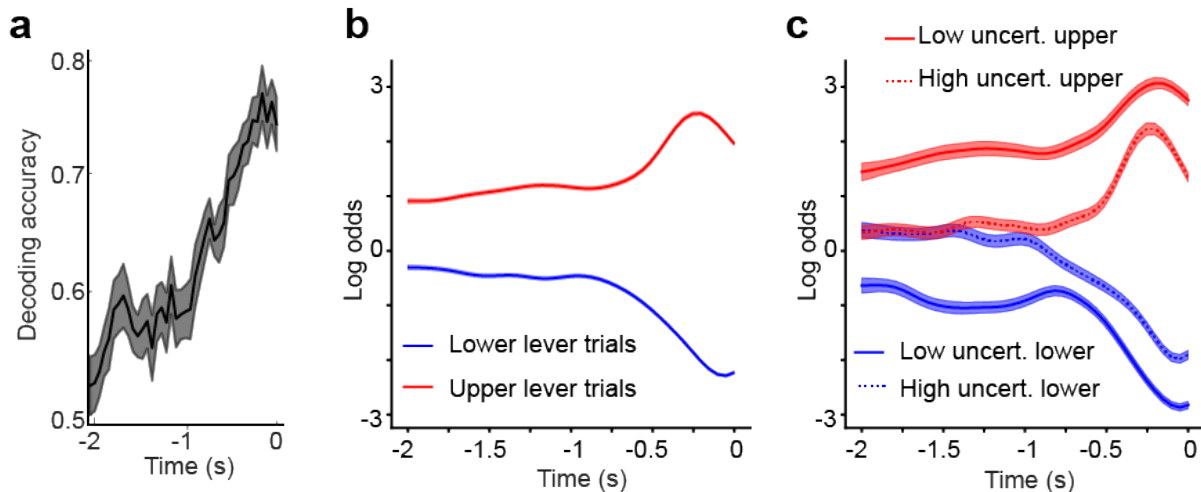 a
0.8
0.7
0.6
0.5
Decoding accuracy
-2
-1
0
Time (s)
b
3
0
-3
Log odds
Lower lever trials
Upper lever trials
-2
-1.5
-1
-0.5
0
Time (s)
c
Low uncert. upper
High uncert. upper
3
0
-3
Log odds
Low uncert. lower
High uncert. lower
-2
-1.5
-1
-0.5
0
Time (s)